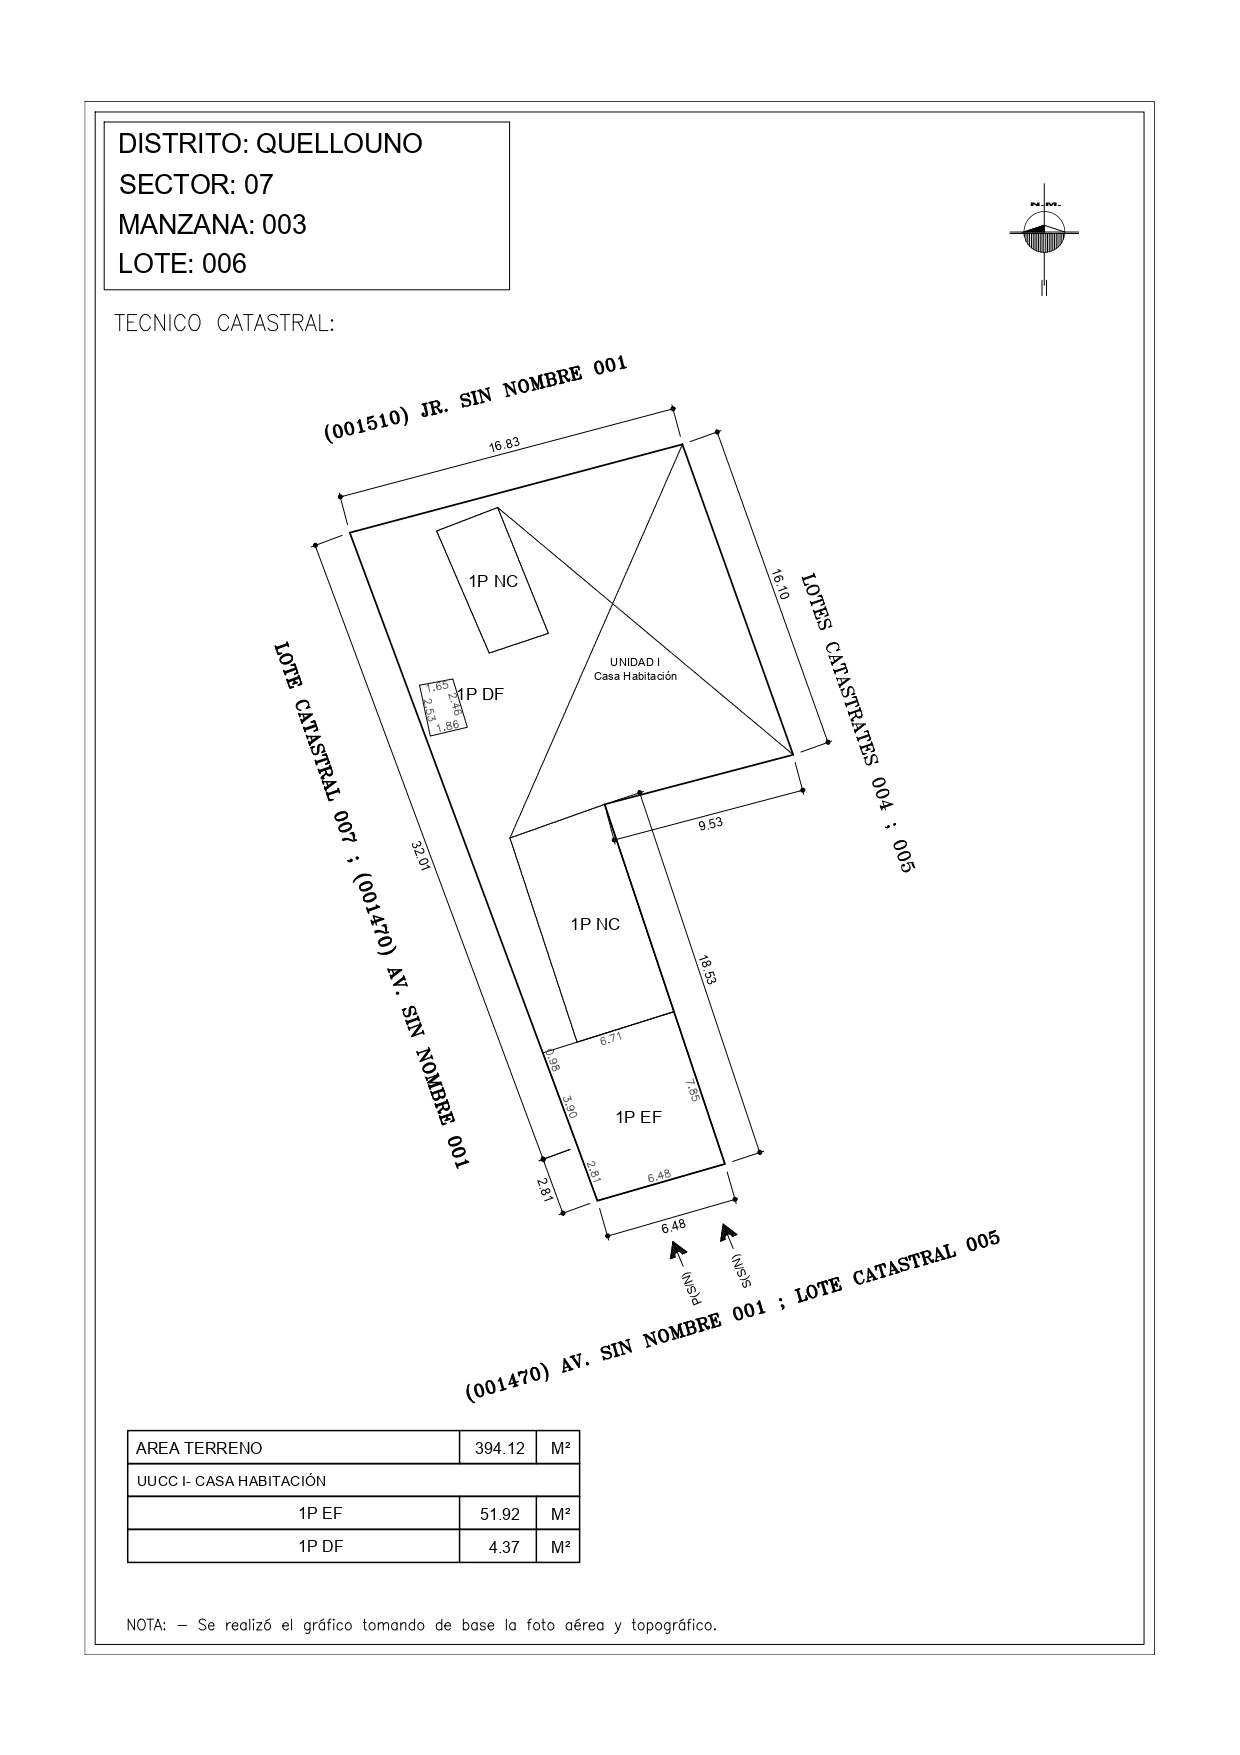 DISTRITO: QUELLOUNO
SECTOR: 07
MANZANA: 003
LOTE: 006
N.M.
TECNICO CATASTRAL:
(001510) JR. SIN NOMBRE 001
16.83
16.10
LOTES CATASTRATES 004 ; 005
1P NC
UNIDAD I
Casa Habitación
1P DF
1.65
2.46
2.53
1.86
LOTE CATASTRAL 007 ; (001470) AV. SIN NOMBRE 001
32.01
9.53
1P NC
18.53
6.71
0.98
3.90
7.85
1P EF
2.81
2.81
6.48
6.48
P(S/N)
S(S/N)
(001470) AV. SIN NOMBRE 001 ; LOTE CATASTRAL 005
AREA TERRENO 394.12 M²
UUCC I- CASA HABITACIÓN
1P EF 51.92 M²
1P DF 4.37 M²
NOTA: – Se realizó el gráfico tomando de base la foto aérea y topográfico.